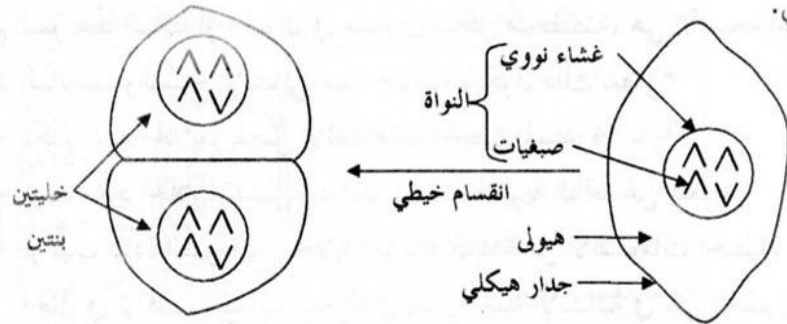 غشاء نووي
النواة
صبغيات
انقسام خيطي
هيولى
جدار هيكلي
خليتين
بنتين